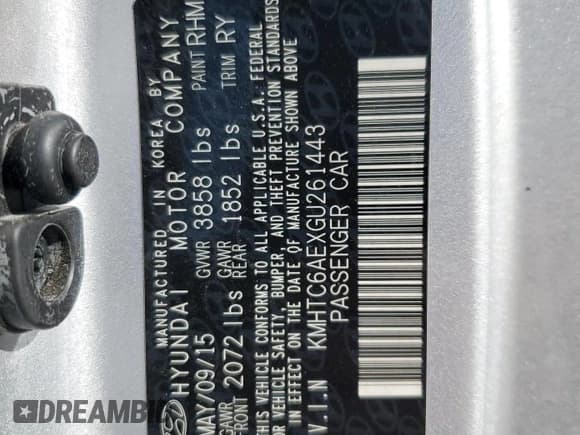 MANUFACTURED IN KOREA BY
HYUNDAI MOTOR COMPANY
MAY/09/15 GVWR 3858 lbs PAINT RHM
GAWR FRONT 2072 lbs GAWR REAR 1852 lbs TRIM RY
THIS VEHICLE CONFORMS TO ALL APPLICABLE U.S.A. FEDERAL
MOTOR VEHICLE SAFETY, BUMPER, AND THEFT PREVENTION STANDARDS
IN EFFECT ON THE DATE OF MANUFACTURE SHOWN ABOVE.
V.I.N KMHTC6AEXGU261443
PASSENGER CAR
DREAMBID